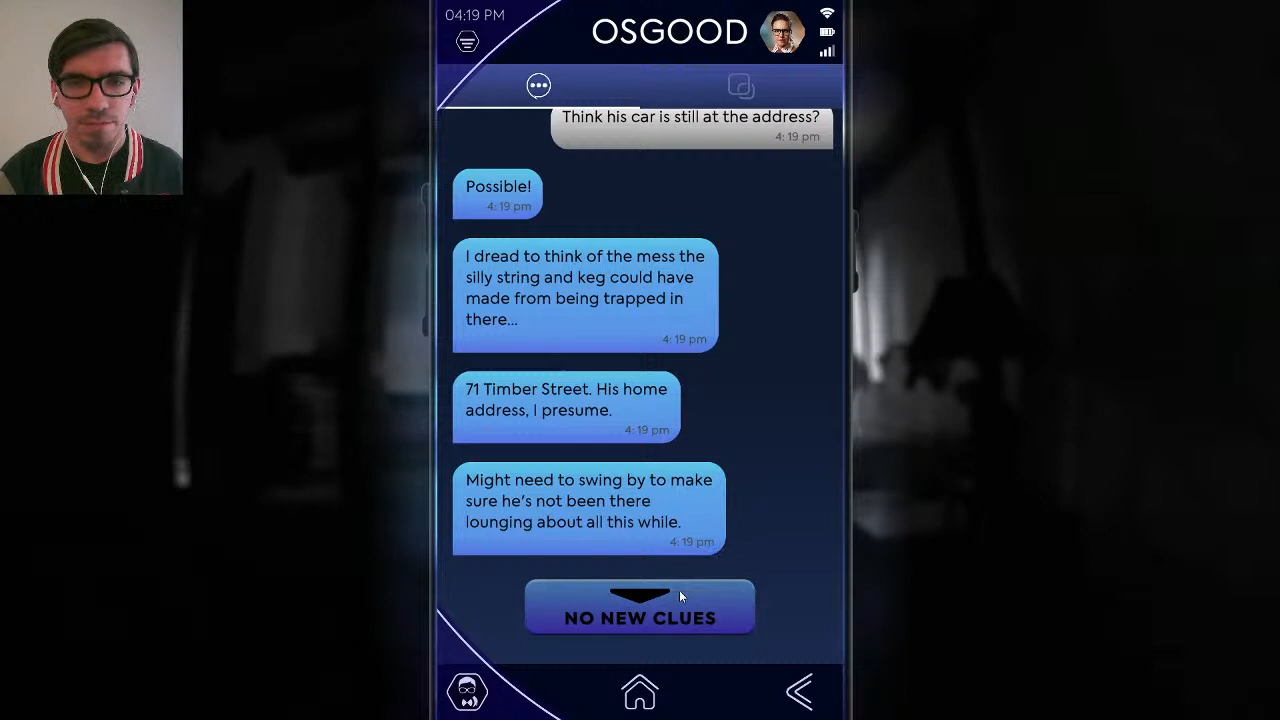 04:19 PM
OSGOOD
Think his car is still at the address?
4:19 pm
Possible!
4:19 pm
I dread to think of the mess the
silly string and keg could have
made from being trapped in
there...
4:19 pm
71 Timber Street. His home
address, I presume.
4:19 pm
Might need to swing by to make
sure he's not been there
lounging about all this while.
4:19 pm
NO NEW CLUES